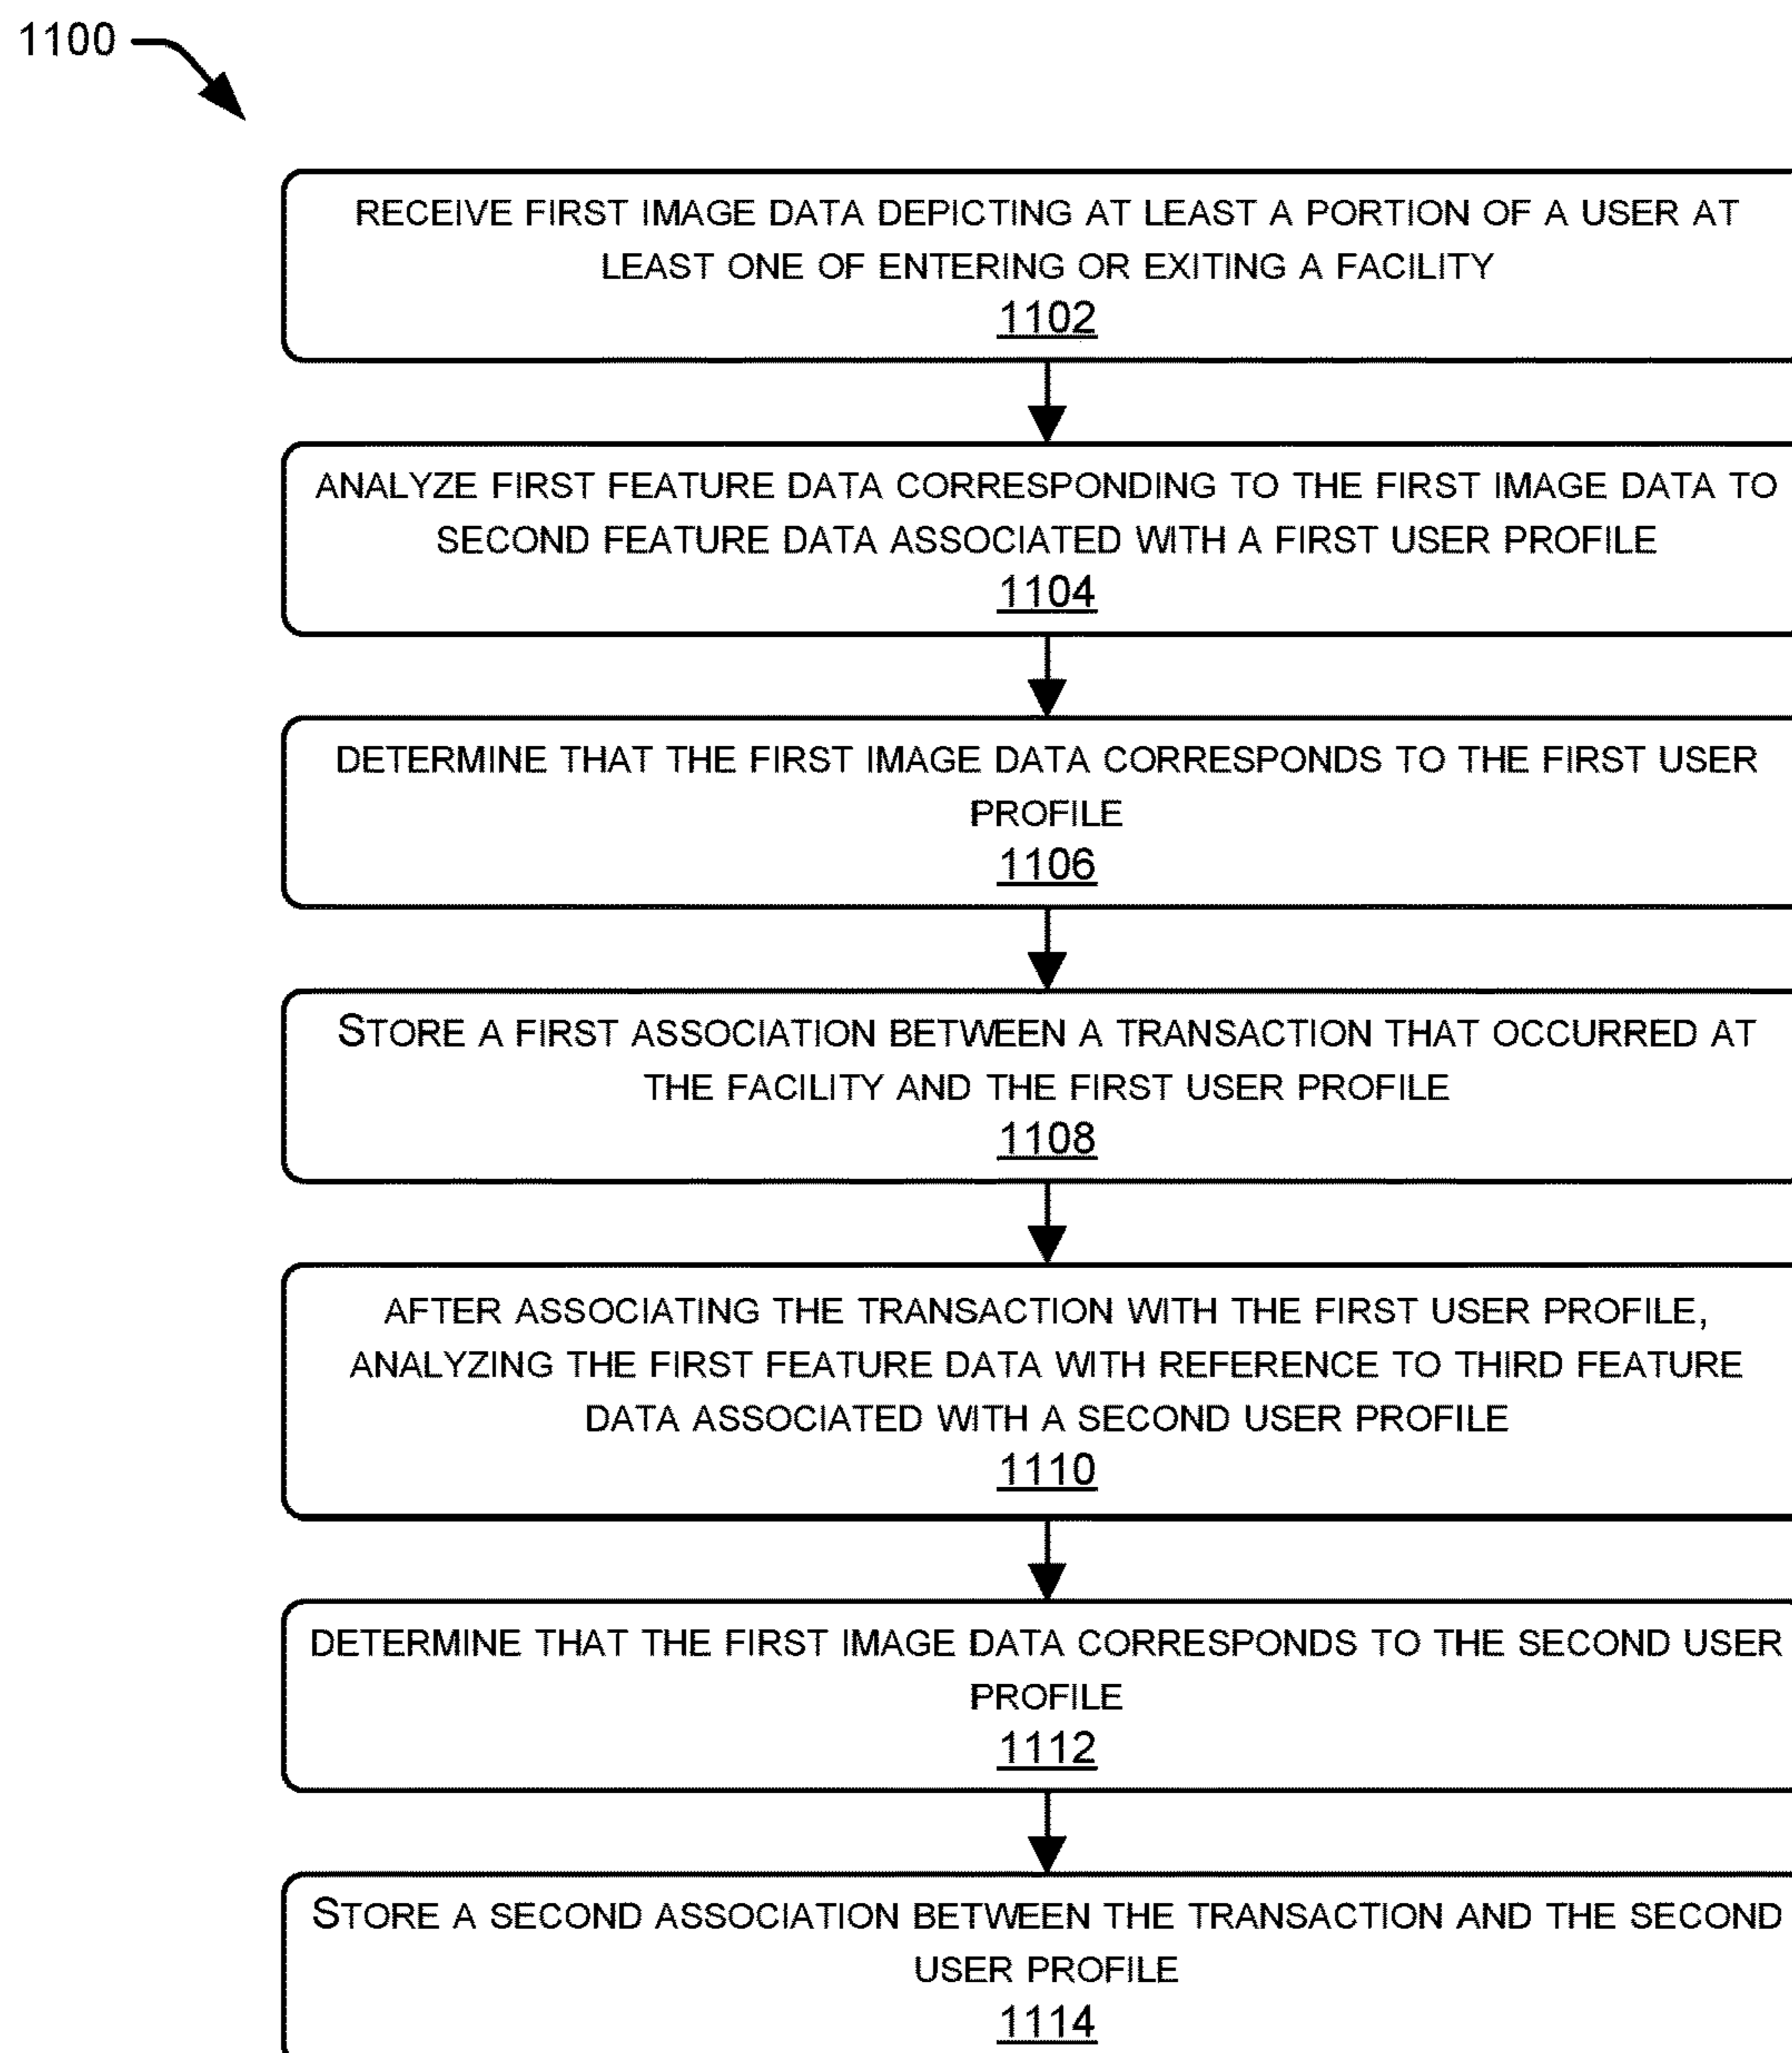 1100
RECEIVE FIRST IMAGE DATA DEPICTING AT LEAST A PORTION OF A USER AT
LEAST ONE OF ENTERING OR EXITING A FACILITY
1102
ANALYZE FIRST FEATURE DATA CORRESPONDING TO THE FIRST IMAGE DATA TO
SECOND FEATURE DATA ASSOCIATED WITH A FIRST USER PROFILE
1104
DETERMINE THAT THE FIRST IMAGE DATA CORRESPONDS TO THE FIRST USER
PROFILE
1106
STORE A FIRST ASSOCIATION BETWEEN A TRANSACTION THAT OCCURRED AT
THE FACILITY AND THE FIRST USER PROFILE
1108
AFTER ASSOCIATING THE TRANSACTION WITH THE FIRST USER PROFILE,
ANALYZING THE FIRST FEATURE DATA WITH REFERENCE TO THIRD FEATURE
DATA ASSOCIATED WITH A SECOND USER PROFILE
1110
DETERMINE THAT THE FIRST IMAGE DATA CORRESPONDS TO THE SECOND USER
PROFILE
1112
STORE A SECOND ASSOCIATION BETWEEN THE TRANSACTION AND THE SECOND
USER PROFILE
1114